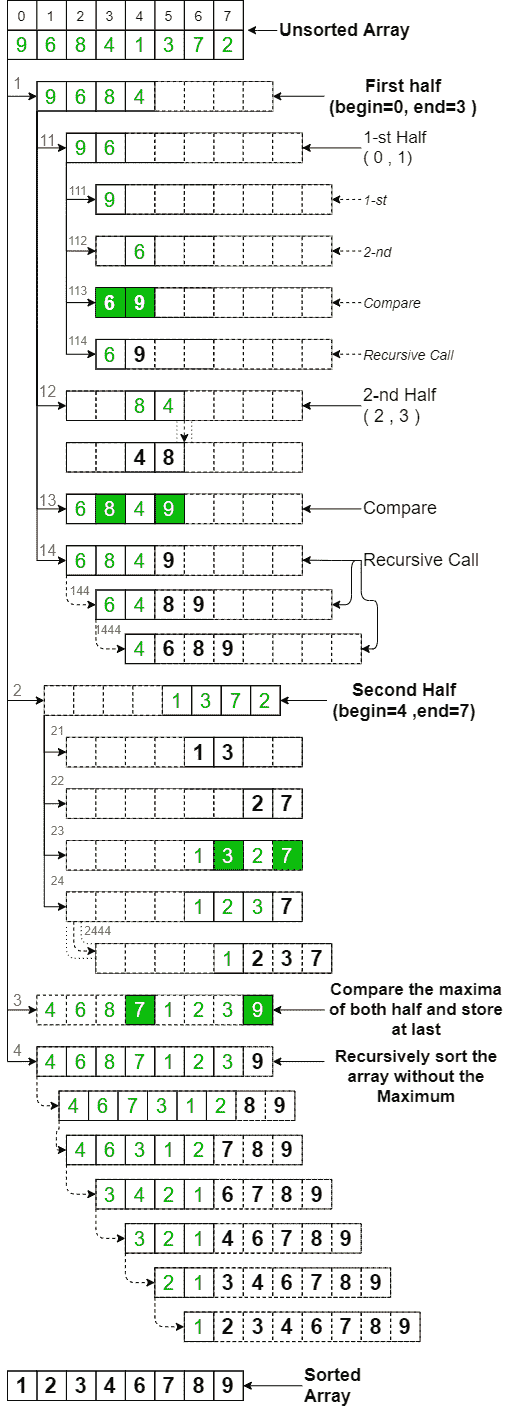 0 1 2 3 4 5 6 7
9 6 8 4 1 3 7 2
Unsorted Array
1
9 6 8 4
First half
(begin=0, end=3 )
11
9 6
1-st Half
( 0 , 1)
111
9
1-st
112
6
2-nd
113
6 9
Compare
114
6 9
Recursive Call
12
8 4
2-nd Half
( 2 , 3)
4 8
13
6 8 4 9
Compare
14
6 8 4 9
Recursive Call
144
6 4 8 9
1444
4 6 8 9
2
1 3 7 2
Second Half
(begin=4 ,end=7)
21
1 3
22
2 7
23
1 3 2 7
24
1 2 3 7
2444
1 2 3 7
3
4 6 8 7 1 2 3 9
Compare the maxima
of both half and store
at last
4
4 6 8 7 1 2 3 9
Recursively sort the
array without the
Maximum
4 6 7 3 1 2 8 9
4 6 3 1 2 7 8 9
3 4 2 1 6 7 8 9
3 2 1 4 6 7 8 9
2 1 3 4 6 7 8 9
1 2 3 4 6 7 8 9
1 2 3 4 6 7 8 9
Sorted
Array